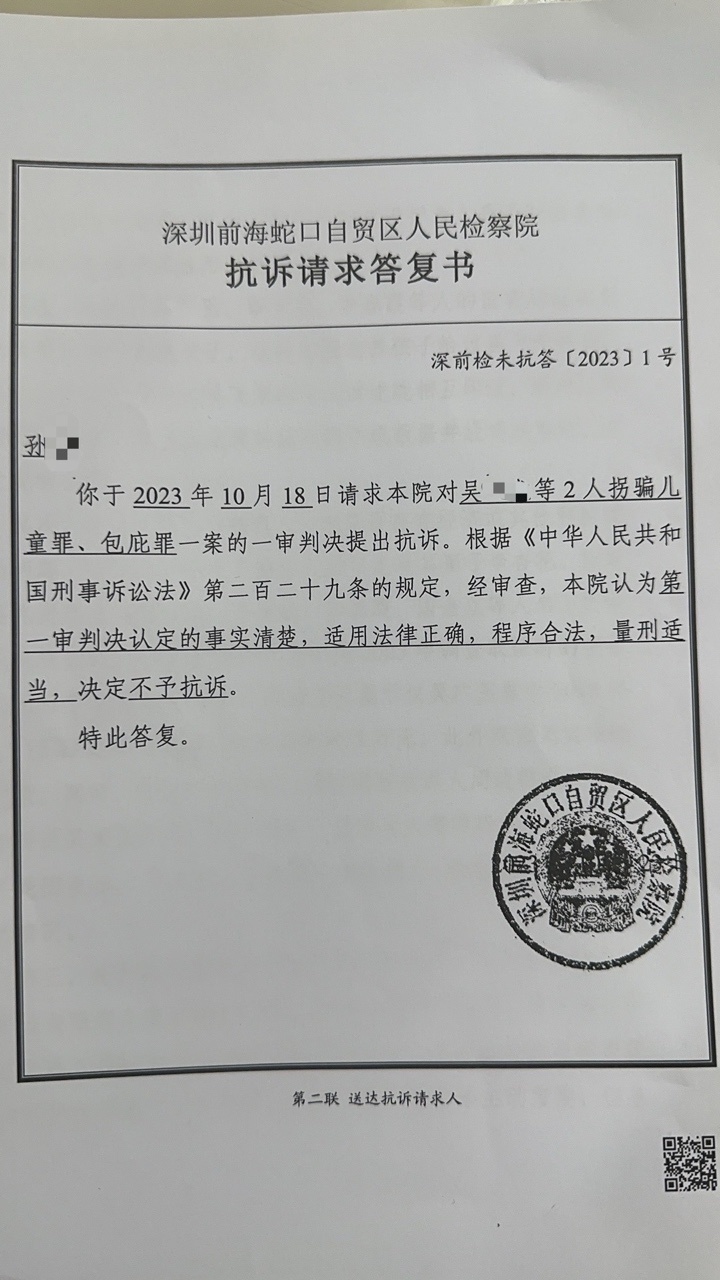 深圳前海蛇口自贸区人民检察院
抗诉请求答复书
深前检未抗答〔2023〕1号
孙
你于2023年10月18日请求本院对吴 等2人拐骗儿
童罪、包庇罪一案的一审判决提出抗诉。根据《中华人民共和
国刑事诉讼法》第二百二十九条的规定，经审查，本院认为第
一审判决认定的事实清楚，适用法律正确，程序合法，量刑适
当，决定不予抗诉。
特此答复。
深圳前海蛇口自贸区人民检察院
第二联 送达抗诉请求人